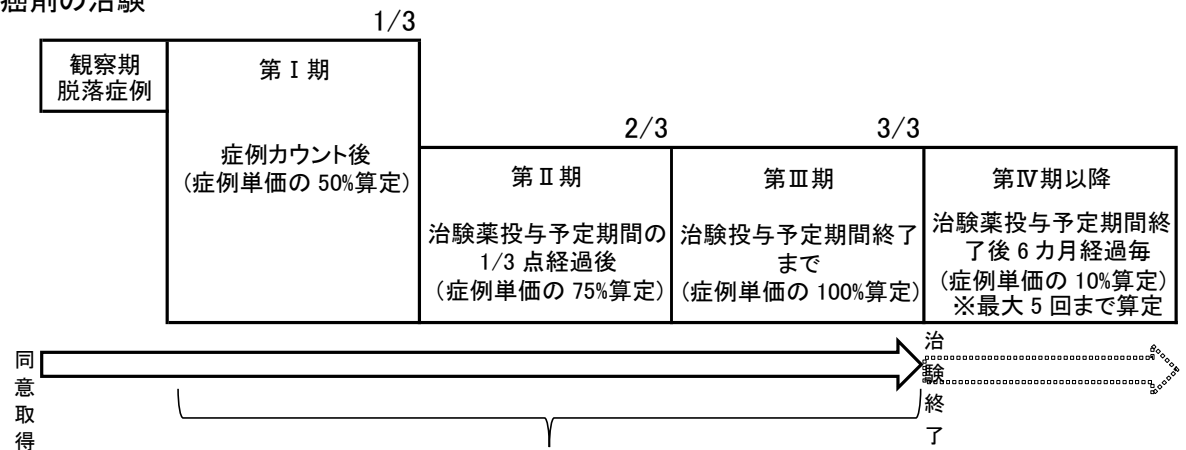 癌剤の治験
1/3
観察期
脱落症例
第Ⅰ期
症例カウント後
(症例単価の 50%算定)
2/3
第Ⅱ期
治験薬投与予定期間の
1/3 点経過後
(症例単価の 75%算定)
3/3
第Ⅲ期
治験投与予定期間終了
まで
(症例単価の 100%算定)
第Ⅳ期以降
治験薬投与予定期間終
了後 6 カ月経過毎
(症例単価の 10%算定)
※最大 5 回まで算定
同
意
取
得
治
験
終
了